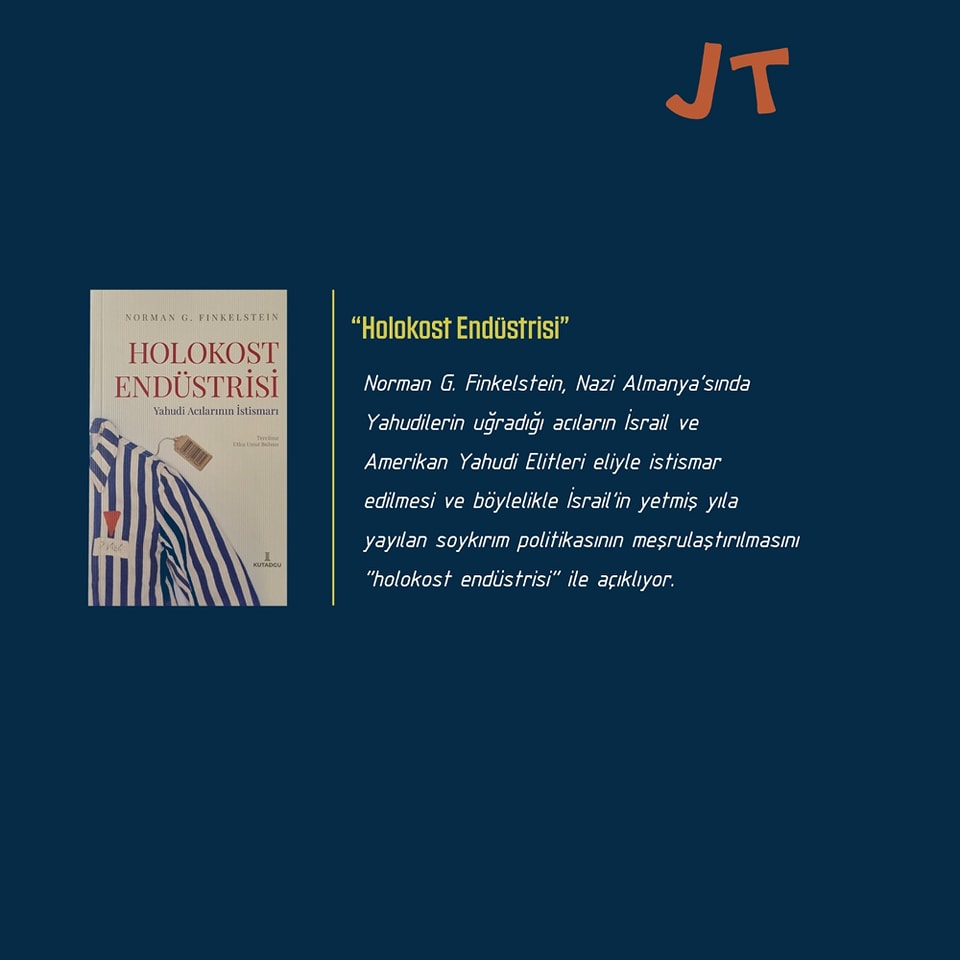 JT
NORMAN G. FINKELSTEIN
HOLOKOST
ENDÜSTRİSİ
Yahudi Acılarının İstismarı
Tercüme
KUTADGU
“Holokost Endüstrisi”
Norman G. Finkelstein, Nazi Almanya'sında
Yahudilerin uğradığı acıların İsrail ve
Amerikan Yahudi Elitleri eliyle istismar
edilmesi ve böylelikle İsrail'in yetmiş yıla
yayılan soykırım politikasının meşrulaştırılmasını
"holokost endüstrisi" ile açıklıyor.